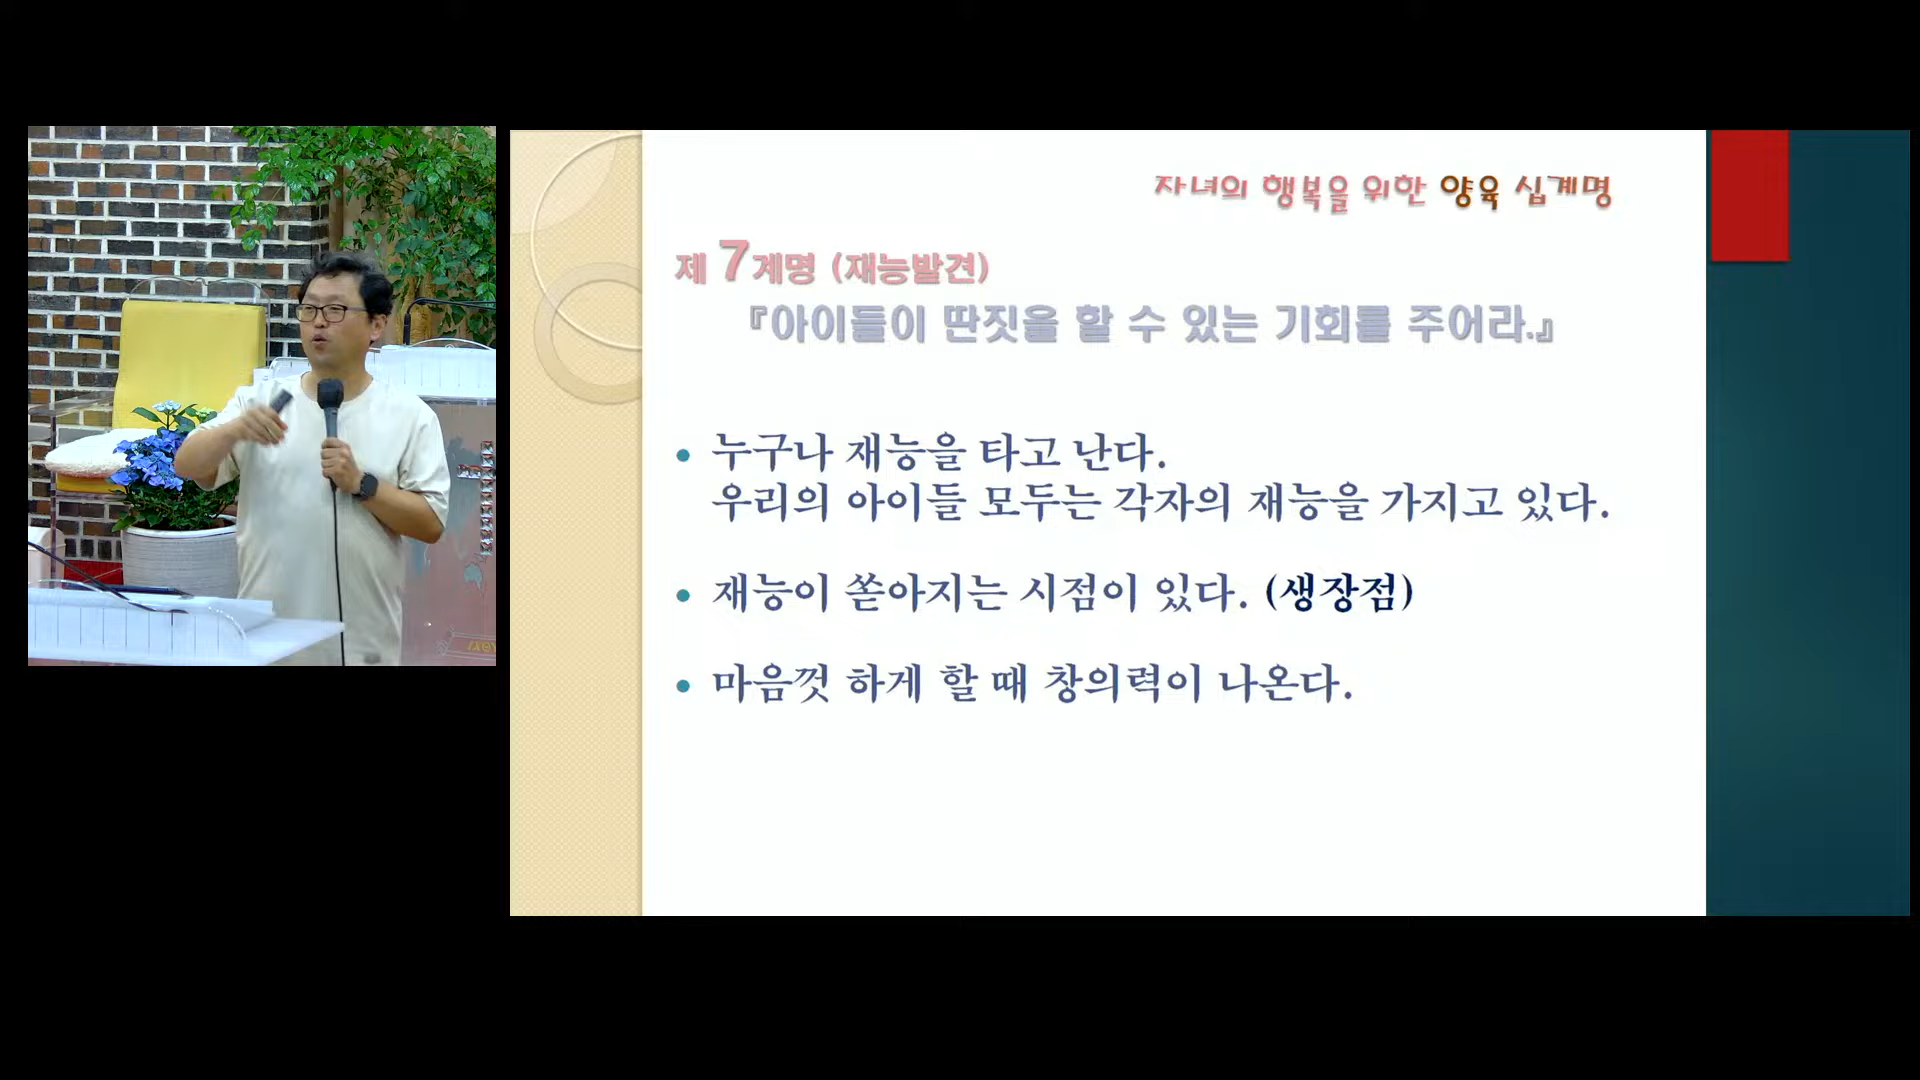 자녀의 행복을 위한 양육 십계명
제 7계명 (재능발견)
『아이들이 딴짓을 할 수 있는 기회를 주어라.』
• 누구나 재능을 타고 난다.
우리의 아이들 모두는 각자의 재능을 가지고 있다.
• 재능이 쏟아지는 시점이 있다. (생장점)
• 마음껏 하게 할 때 창의력이 나온다.